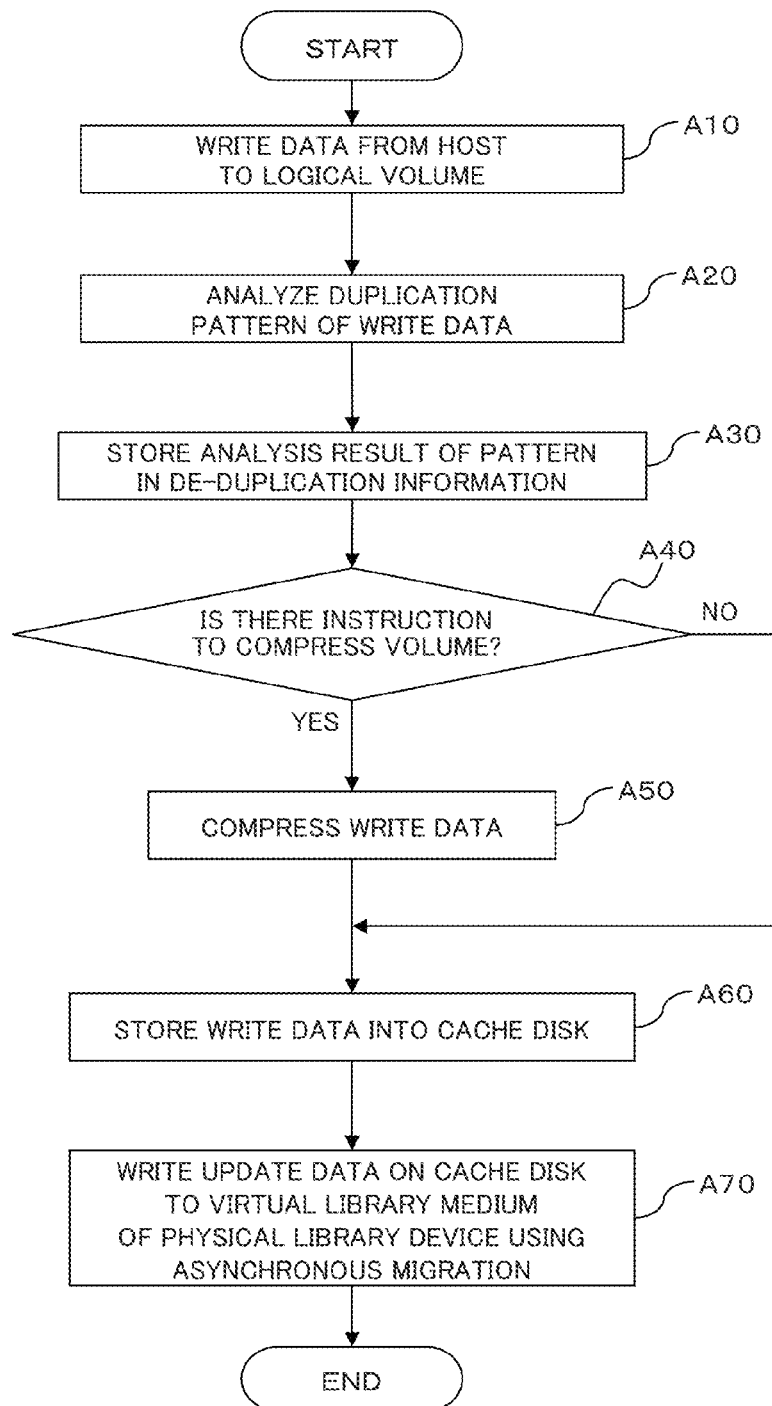 START
A10
WRITE DATA FROM HOST
TO LOGICAL VOLUME
A20
ANALYZE DUPLICATION
PATTERN OF WRITE DATA
A30
STORE ANALYSIS RESULT OF PATTERN
IN DE-DUPLICATION INFORMATION
A40
IS THERE INSTRUCTION
TO COMPRESS VOLUME?
NO
YES
A50
COMPRESS WRITE DATA
A60
STORE WRITE DATA INTO CACHE DISK
A70
WRITE UPDATE DATA ON CACHE DISK
TO VIRTUAL LIBRARY MEDIUM
OF PHYSICAL LIBRARY DEVICE USING
ASYNCHRONOUS MIGRATION
END